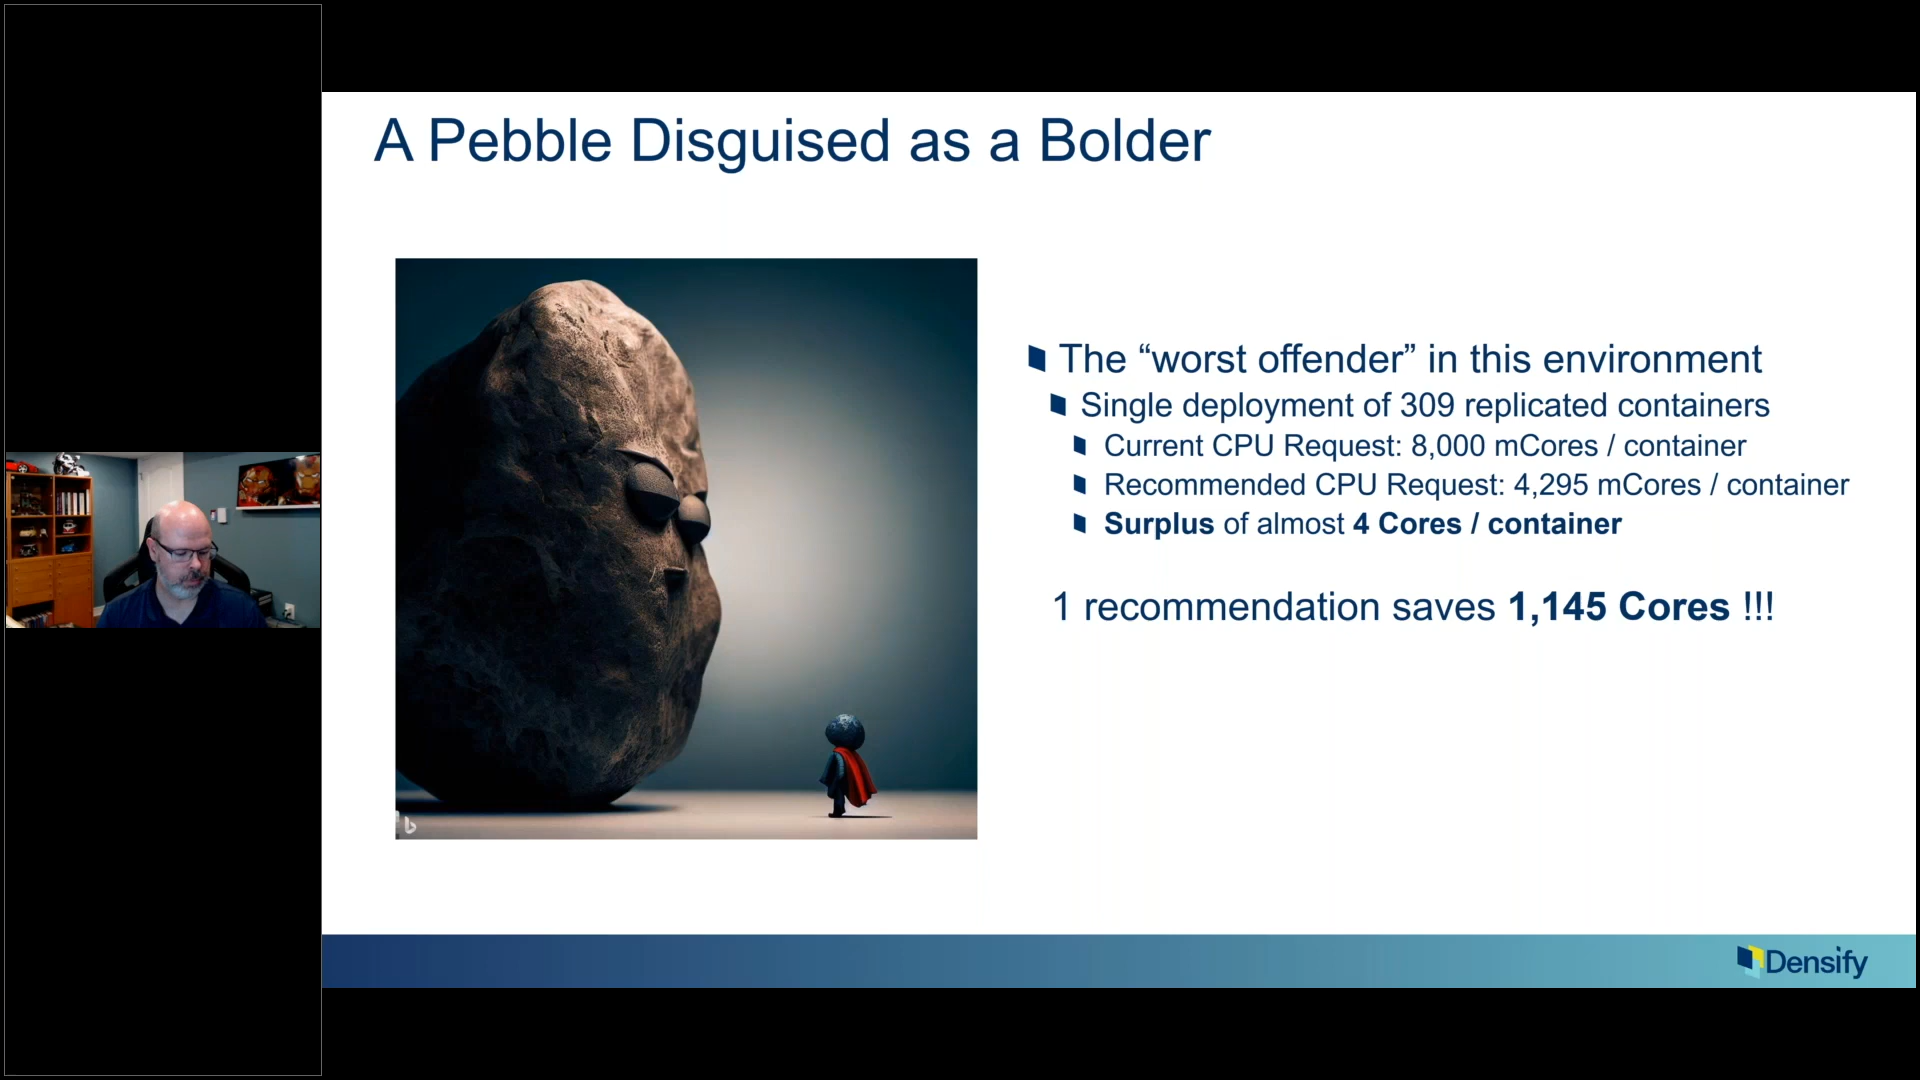 A Pebble Disguised as a Bolder
The “worst offender” in this environment
Single deployment of 309 replicated containers
Current CPU Request: 8,000 mCores / container
Recommended CPU Request: 4,295 mCores / container
Surplus of almost 4 Cores / container
1 recommendation saves 1,145 Cores !!!
b
Densify